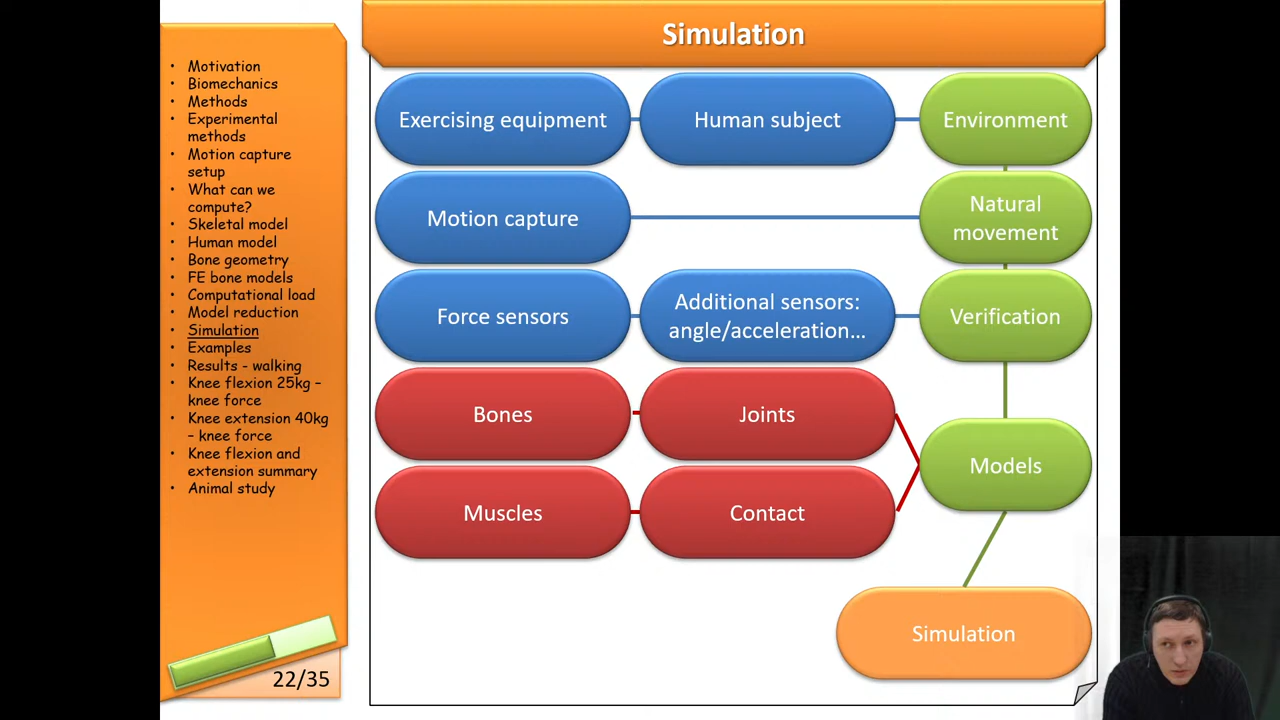 Simulation
• Motivation
• Biomechanics
• Methods
• Experimental
methods
• Motion capture
setup
• What can we
compute?
• Skeletal model
• Human model
• Bone geometry
• FE bone models
• Computational load
• Model reduction
• Simulation
• Examples
• Results - walking
• Knee flexion 25kg –
knee force
• Knee extension 40kg
– knee force
• Knee flexion and
extension summary
• Animal study
22/35
Exercising equipment
Human subject
Environment
Motion capture
Natural
movement
Force sensors
Additional sensors:
angle/acceleration...
Verification
Bones
Joints
Models
Muscles
Contact
Simulation